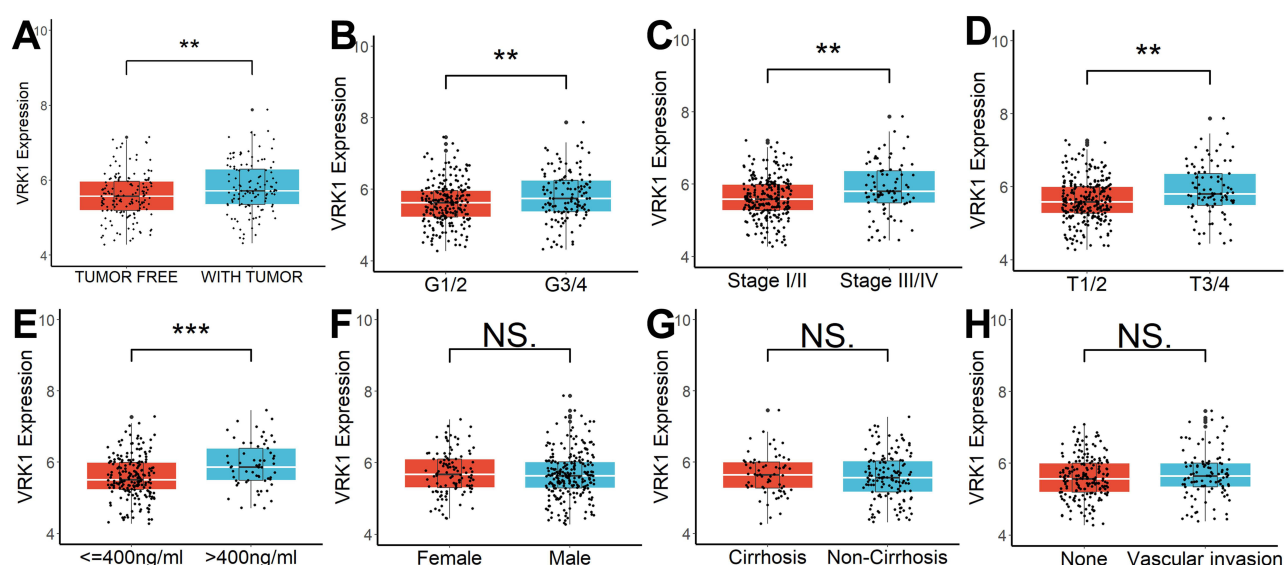 A
VRK1 Expression
10
8
6
4
**
TUMOR FREE
WITH TUMOR
B
VRK1 Expression
10
8
6
4
**
G1/2
G3/4
C
VRK1 Expression
10
8
6
4
**
Stage I/II
Stage III/IV
D
VRK1 Expression
10
8
6
4
**
T1/2
T3/4
E
VRK1 Expression
10
8
6
4
***
<=400ng/ml
>400ng/ml
F
VRK1 Expression
10
8
6
4
NS.
Female
Male
G
VRK1 Expression
10
8
6
4
NS.
Cirrhosis
Non-Cirrhosis
H
VRK1 Expression
10
8
6
4
NS.
None
Vascular invasion